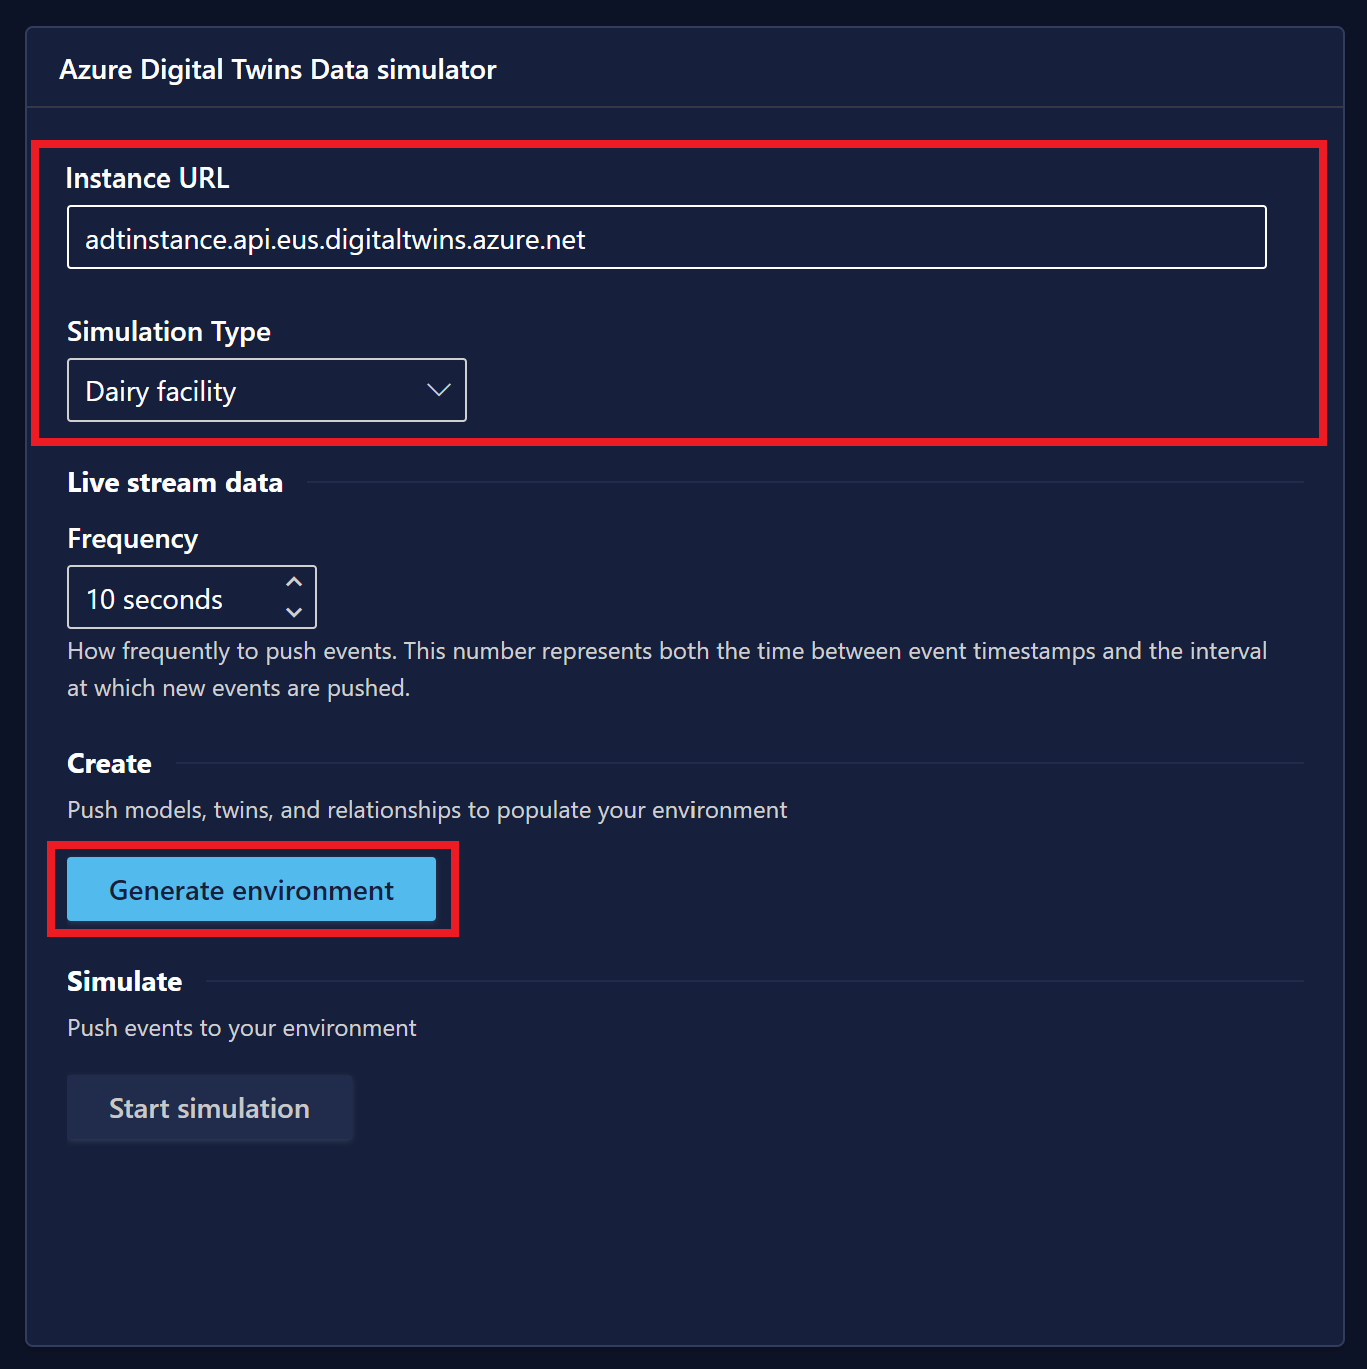 Azure Digital Twins Data simulator
Instance URL
adtinstance.api.eus.digitaltwins.azure.net
Simulation Type
Dairy facility
Live stream data
Frequency
10 seconds
How frequently to push events. This number represents both the time between event timestamps and the interval
at which new events are pushed.
Create
Push models, twins, and relationships to populate your environment
Generate environment
Simulate
Push events to your environment
Start simulation